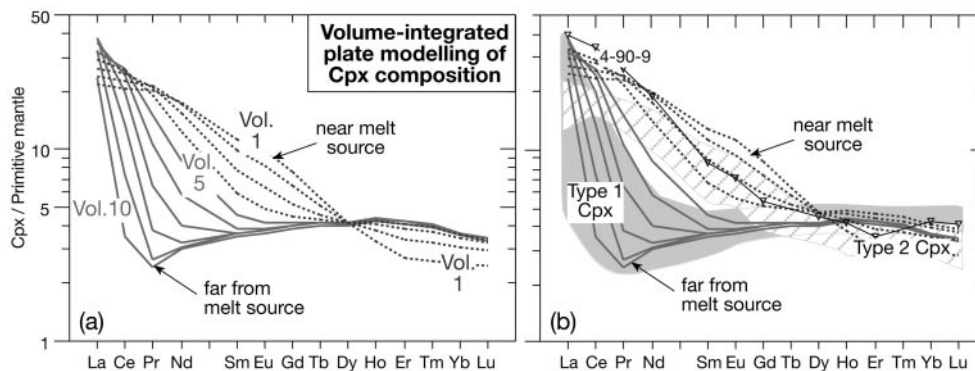 50
10
5
1
Cpx / Primitive mantle
Volume-integrated
plate modelling of
Cpx composition
Vol.
1
near melt
source
Vol.
5
Vol.10
Vol.
1
far from
melt source
(a)
La Ce Pr Nd Sm Eu Gd Tb Dy Ho Er Tm Yb Lu
4-90-9
near melt
source
Type 1
Cpx
Type 2 Cpx
far from
melt source
(b)
La Ce Pr Nd Sm Eu Gd Tb Dy Ho Er Tm Yb Lu